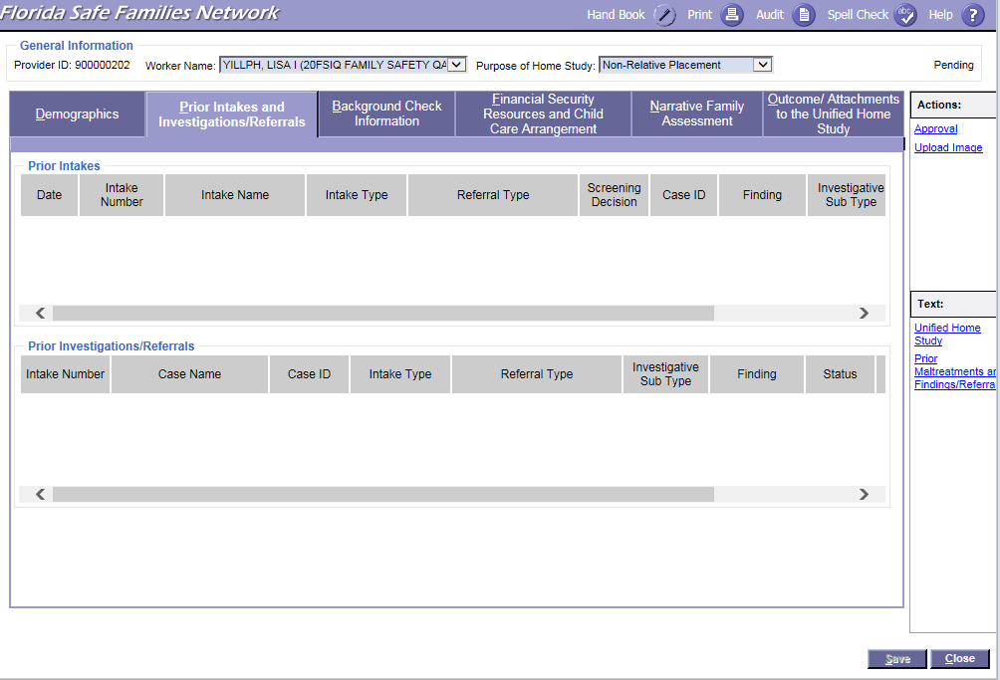 Florida Safe Families Network
Hand Book
Print
Audit
Spell Check
abc
Help
?
General Information
Provider ID: 900000202
Worker Name: YILLPH, LISA I (20FSIQ FAMILY SAFETY QA
Purpose of Home Study: Non-Relative Placement
Pending
Demographics
Prior Intakes and
Investigations/Referrals
Background Check
Information
Financial Security
Resources and Child
Care Arrangement
Narrative Family
Assessment
Outcome/ Attachments
to the Unified Home
Study
Actions:
Approval
Upload Image
Prior Intakes
Date
Intake
Number
Intake Name
Intake Type
Referral Type
Screening
Decision
Case ID
Finding
Investigative
Sub Type
Text:
Unified Home
Study
Prior
Maltreatments an
Findings/Referra
Prior Investigations/Referrals
Intake Number
Case Name
Case ID
Intake Type
Referral Type
Investigative
Sub Type
Finding
Status
Save
Close